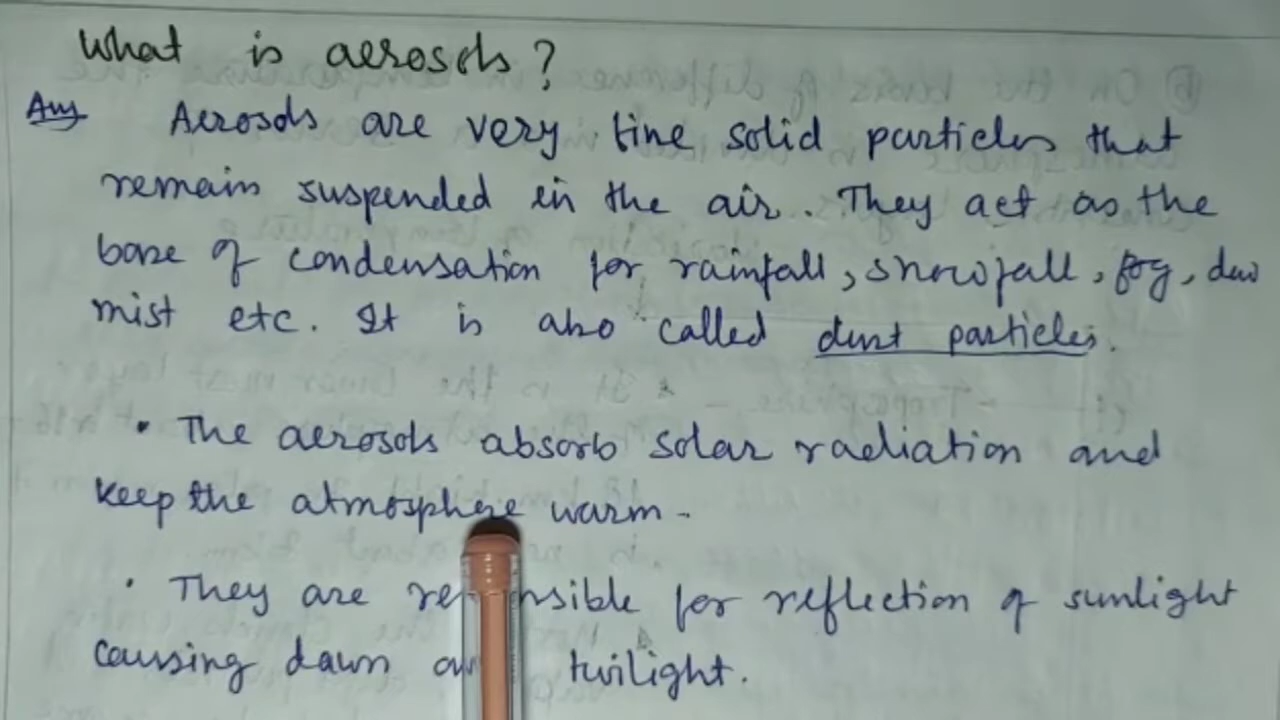 What is aerosols?
Ans Aerosols are very fine solid particles that
remain suspended in the air. They act as the
base of condensation for rainfall, snowfall, fog, dew
mist etc. It is also called dust particles.
• The aerosols absorb solar radiation and
keep the atmosphere warm.
• They are for reflection of sunlight
causing dawn twilight.